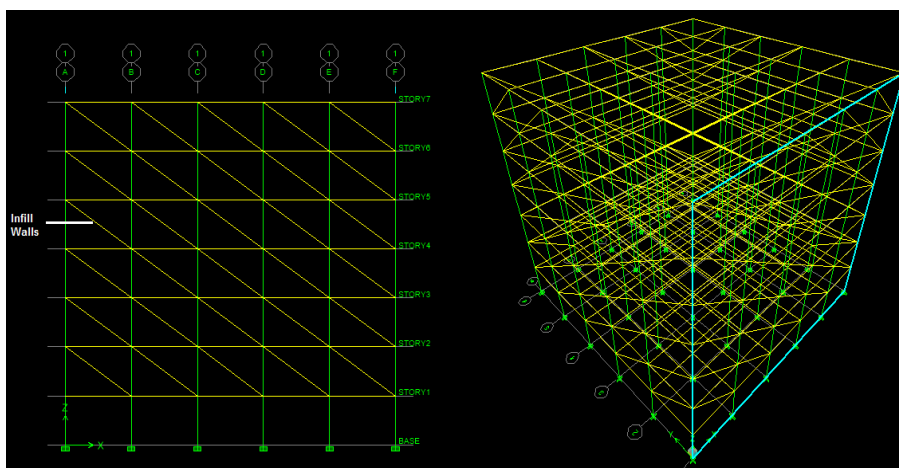 1 1 1 1 1 1
A B C D E F
STORY7
STORY6
STORY5
Infill
Walls
STORY4
STORY3
STORY2
STORY1
Z
X
BASE
Y